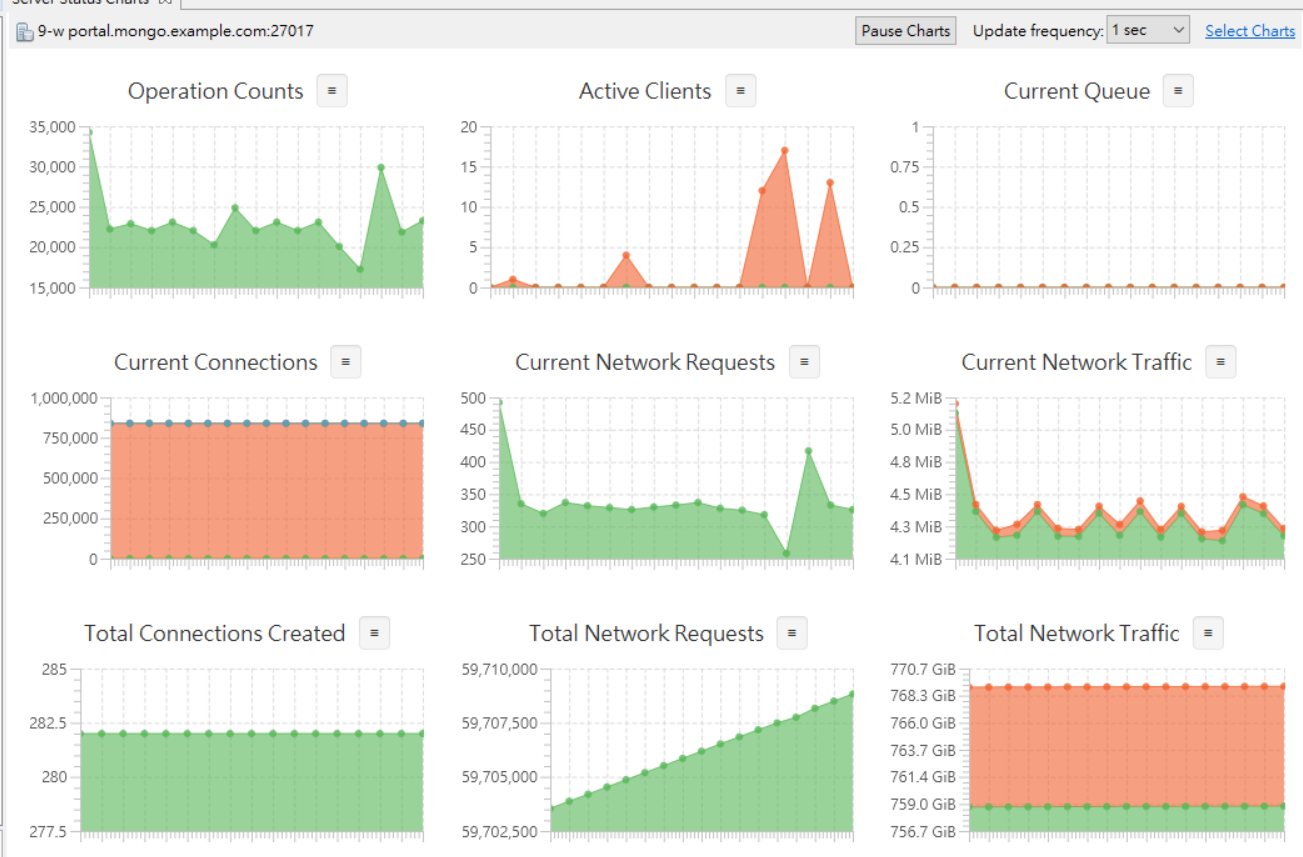 Server Status Charts
9-w portal.mongo.example.com:27017 Pause Charts Update frequency: 1 sec Select Charts
Operation Counts
35,000
30,000
25,000
20,000
15,000
Active Clients
20
15
10
5
0
Current Queue
1
0.75
0.5
0.25
0
Current Connections
1,000,000
750,000
500,000
250,000
0
Current Network Requests
500
450
400
350
300
250
Current Network Traffic
5.2 MiB
5.0 MiB
4.8 MiB
4.5 MiB
4.3 MiB
4.1 MiB
Total Connections Created
285
282.5
280
277.5
Total Network Requests
59,710,000
59,707,500
59,705,000
59,702,500
Total Network Traffic
770.7 GiB
768.3 GiB
766.0 GiB
763.7 GiB
761.4 GiB
759.0 GiB
756.7 GiB